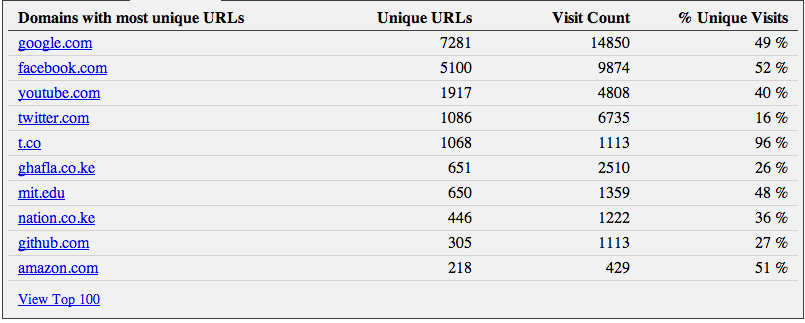 Domains with most unique URLs Unique URLs Visit Count % Unique Visits
google.com 7281 14850 49 %
facebook.com 5100 9874 52 %
youtube.com 1917 4808 40 %
twitter.com 1086 6735 16 %
t.co 1068 1113 96 %
ghafla.co.ke 651 2510 26 %
mit.edu 650 1359 48 %
nation.co.ke 446 1222 36 %
github.com 305 1113 27 %
amazon.com 218 429 51 %
View Top 100